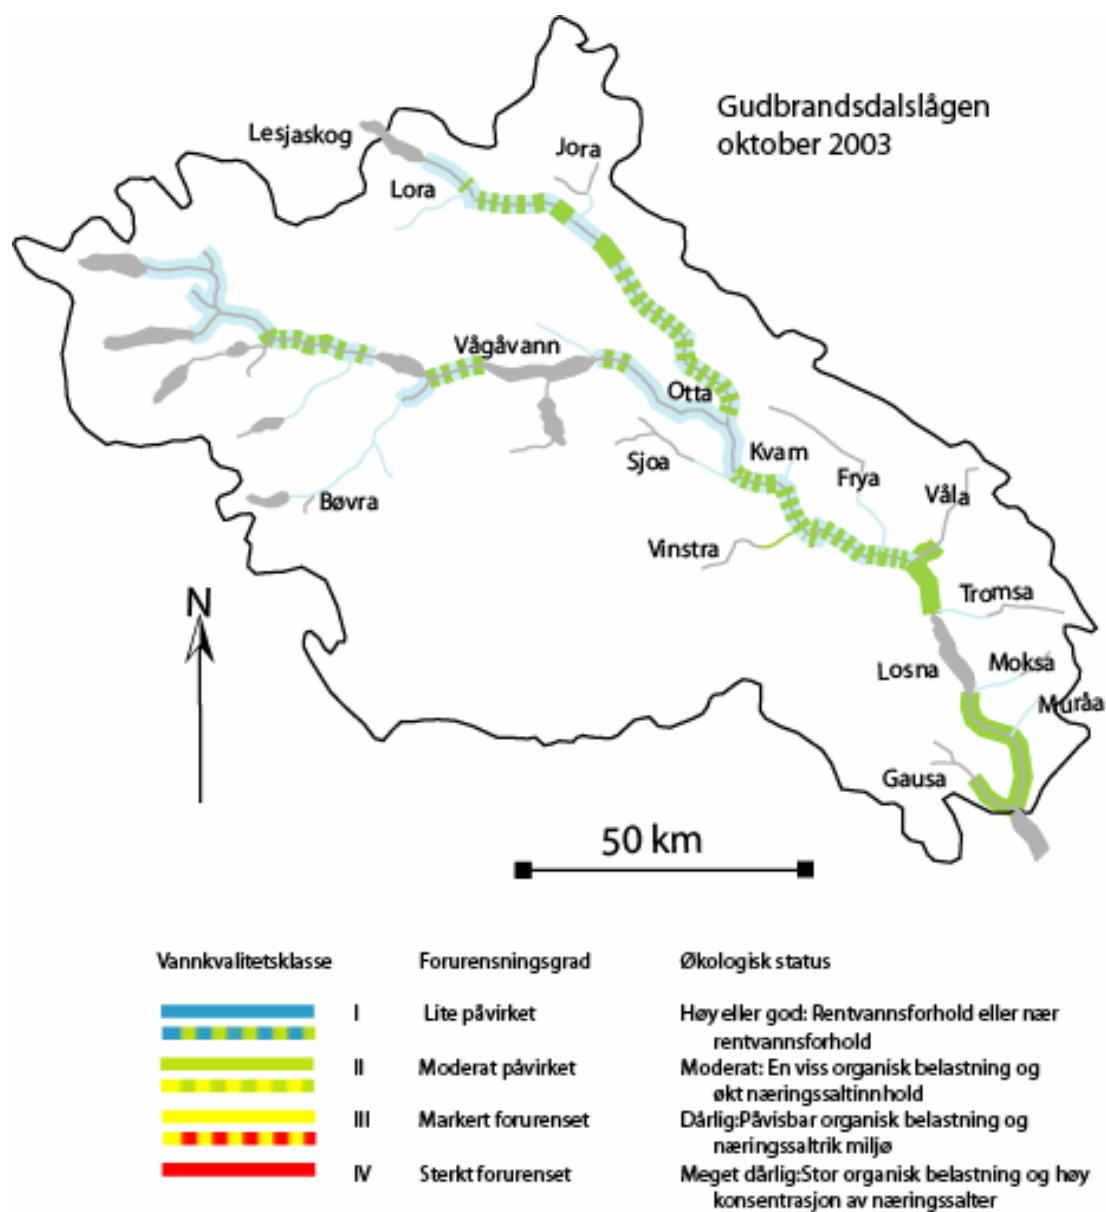 Gudbrandsdalslågen
oktober 2003
Lesjaskog
Jora
Lora
Vågåvann
Otta
Kvam
Sjoa
Frya
Våla
Bøvra
Vinstra
Tromsa
N
Losna
Moksa
Muråa
Gausa
50 km
Vannkvalitetsklasse Forurensningsgrad Økologisk status
I Lite påvirket Høy eller god: Rentvannsforhold eller nær
rentvannsforhold
II Moderat påvirket Moderat: En viss organisk belastning og
økt næringssaltinnhold
III Markert forurenset Dårlig:Påvisbar organisk belastning og
næringssaltrik miljø
IV Sterkt forurenset Meget dårlig:Stor organisk belastning og høy
konsentrasjon av næringssalter